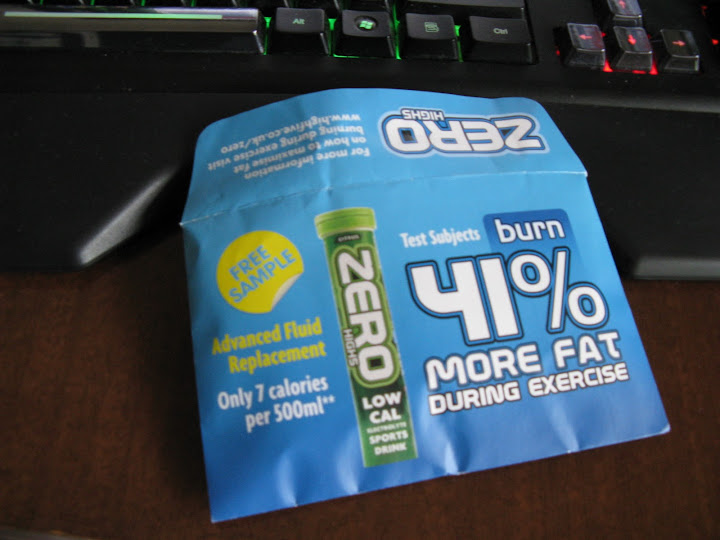 Alt
Ctrl
ZERO
HIGH5
For more information
on how to maximise fat
burning during exercise visit
www.highfive.co.uk/zero
FREE
SAMPLE
Advanced Fluid
Replacement
Only 7 calories
per 500ml**
CITRUS
ZERO
HIGH5
LOW
CAL
ELECTROLYTE
SPORTS
DRINK
Test Subjects burn
41%
MORE FAT
DURING EXERCISE